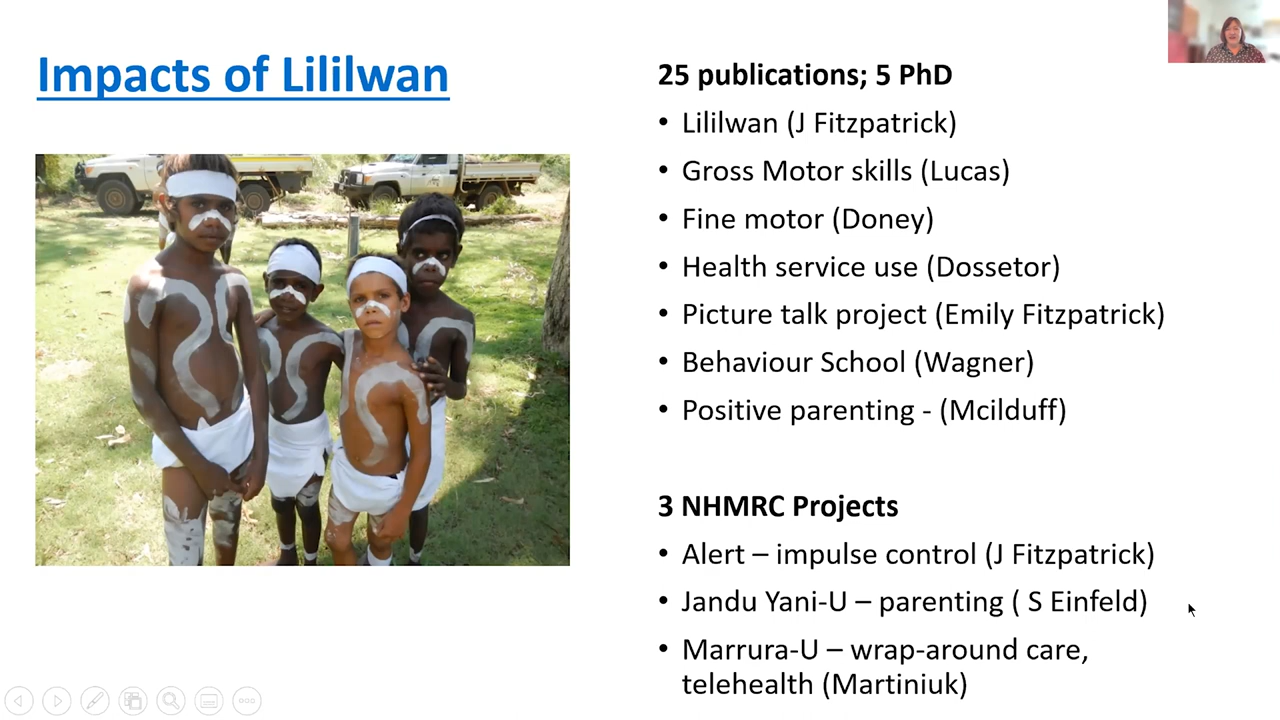 Impacts of Lililwan
25 publications; 5 PhD
• Lililwan (J Fitzpatrick)
• Gross Motor skills (Lucas)
• Fine motor (Doney)
• Health service use (Dossetor)
• Picture talk project (Emily Fitzpatrick)
• Behaviour School (Wagner)
• Positive parenting - (Mcilduff)
3 NHMRC Projects
• Alert – impulse control (J Fitzpatrick)
• Jandu Yani-U – parenting ( S Einfeld)
• Marrura-U – wrap-around care,
telehealth (Martiniuk)